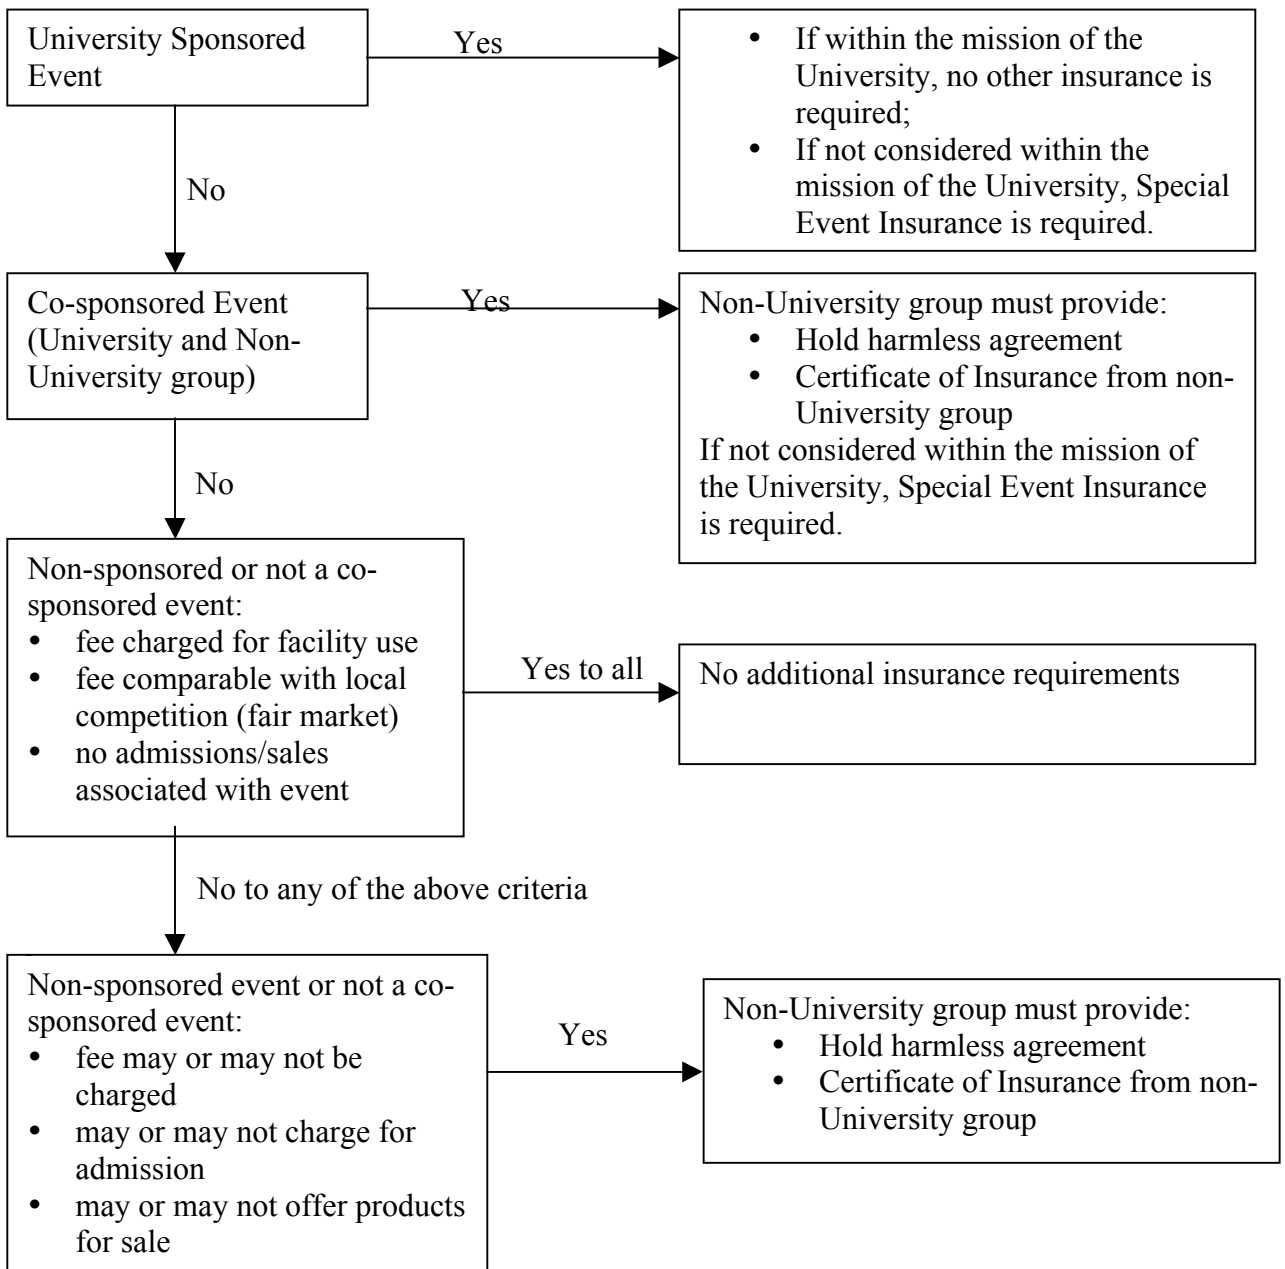 University Sponsored
Event
Yes
• If within the mission of the
University, no other insurance is
required;
• If not considered within the
mission of the University, Special
Event Insurance is required.
No
Co-sponsored Event
(University and Non-
University group)
Yes
Non-University group must provide:
• Hold harmless agreement
• Certificate of Insurance from non-
University group
If not considered within the mission of
the University, Special Event Insurance
is required.
No
Non-sponsored or not a co-
sponsored event:
• fee charged for facility use
• fee comparable with local
competition (fair market)
• no admissions/sales
associated with event
Yes to all
No additional insurance requirements
No to any of the above criteria
Non-sponsored event or not a co-
sponsored event:
• fee may or may not be
charged
• may or may not charge for
admission
• may or may not offer products
for sale
Yes
Non-University group must provide:
• Hold harmless agreement
• Certificate of Insurance from non-
University group